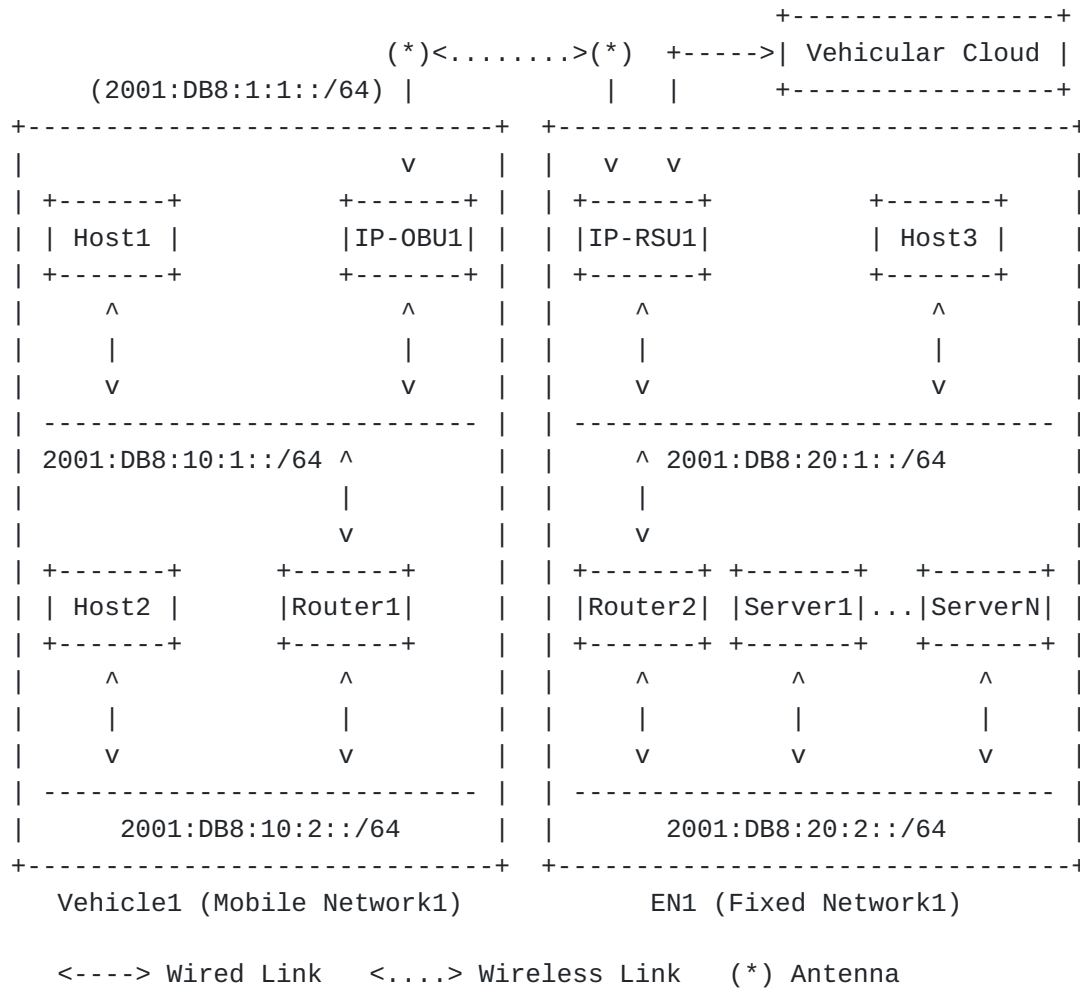 +-----------------+
                        (*)<........>(*)  +----->| Vehicular Cloud |
     (2001:DB8:1:1::/64) |            |   |      +-----------------+
+------------------------------+  +---------------------------------+
|                        v     |  |   v   v                         |
| +-------+          +-------+ |  | +-------+          +-------+    |
| | Host1 |          |IP-OBU1| |  | |IP-RSU1|          | Host3 |    |
| +-------+          +-------+ |  | +-------+          +-------+    |
|     ^                  ^     |  |     ^                  ^        |
|     |                  |     |  |     |                  |        |
|     v                  v     |  |     v                  v        |
| ---------------------------- |  | ------------------------------- |
| 2001:DB8:10:1::/64 ^         |  |     ^ 2001:DB8:20:1::/64        |
|                    |         |  |     |                           |
|                    v         |  |     v                           |
| +-------+      +-------+     |  | +-------+ +-------+   +-------+ |
| | Host2 |      |Router1|     |  | |Router2| |Server1|...|ServerN| |
| +-------+      +-------+     |  | +-------+ +-------+   +-------+ |
|     ^              ^         |  |     ^         ^           ^     |
|     |              |         |  |     |         |           |     |
|     v              v         |  |     v         v           v     |
| ---------------------------- |  | ------------------------------- |
|      2001:DB8:10:2::/64      |  |       2001:DB8:20:2::/64        |
+------------------------------+  +---------------------------------+
   Vehicle1 (Mobile Network1)            EN1 (Fixed Network1)

   <----> Wired Link   <....> Wireless Link   (*) Antenna